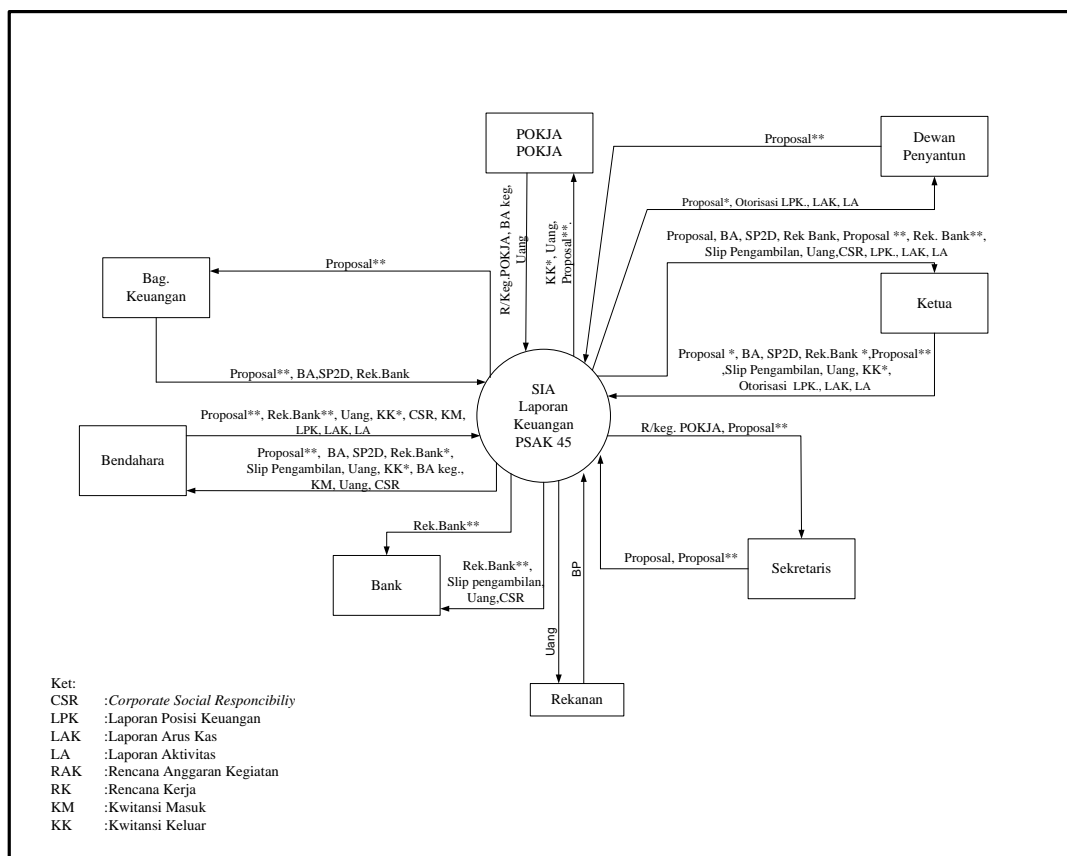 POKJA
POKJA
Dewan
Penyantun
Proposal**
Proposal*, Otorisasi LPK., LAK, LA
R/Keg.POKJA, BA keg,
Uang
KK*, Uang,
Proposal**.
Proposal, BA, SP2D, Rek Bank, Proposal **, Rek. Bank**,
Slip Pengambilan, Uang,CSR, LPK., LAK, LA
Bag.
Keuangan
Proposal**
Ketua
Proposal**, BA,SP2D, Rek.Bank
Proposal *, BA, SP2D, Rek.Bank *,Proposal**
,Slip Pengambilan, Uang, KK*,
Otorisasi LPK., LAK, LA
SIA
Laporan
Keuangan
PSAK 45
Proposal**, Rek.Bank**, Uang, KK*, CSR, KM,
LPK, LAK, LA
Bendahara
Proposal**, BA, SP2D, Rek.Bank*,
Slip Pengambilan, Uang, KK*, BA keg.,
KM, Uang, CSR
R/keg. POKJA, Proposal**
Rek.Bank**
Bank
Rek.Bank**,
Slip pengambilan,
Uang,CSR
Proposal, Proposal**
Sekretaris
Uang
BP
Rekanan
Ket:
CSR :Corporate Social Responcibiliy
LPK :Laporan Posisi Keuangan
LAK :Laporan Arus Kas
LA :Laporan Aktivitas
RAK :Rencana Anggaran Kegiatan
RK :Rencana Kerja
KM :Kwitansi Masuk
KK :Kwitansi Keluar